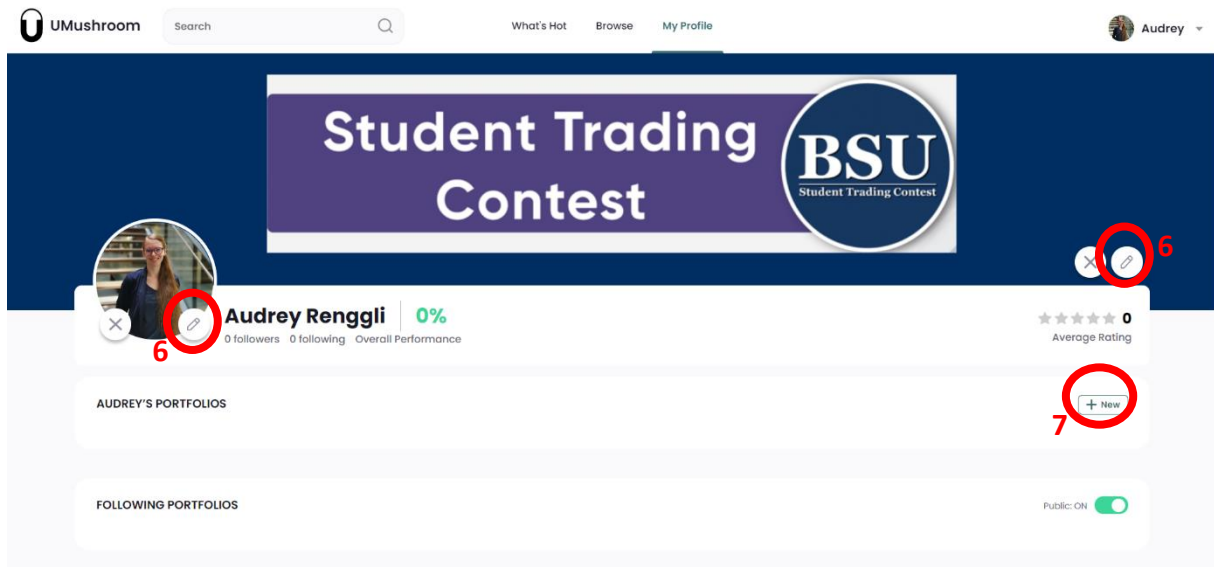 UMushroom
Search
What's Hot
Browse
My Profile
Audrey
Student Trading
Contest
BSU
Student Trading Contest
6
6
Audrey Renggli
0%
0 followers 0 following Overall Performance
0
Average Rating
AUDREY'S PORTFOLIOS
+ New
7
FOLLOWING PORTFOLIOS
Public: ON